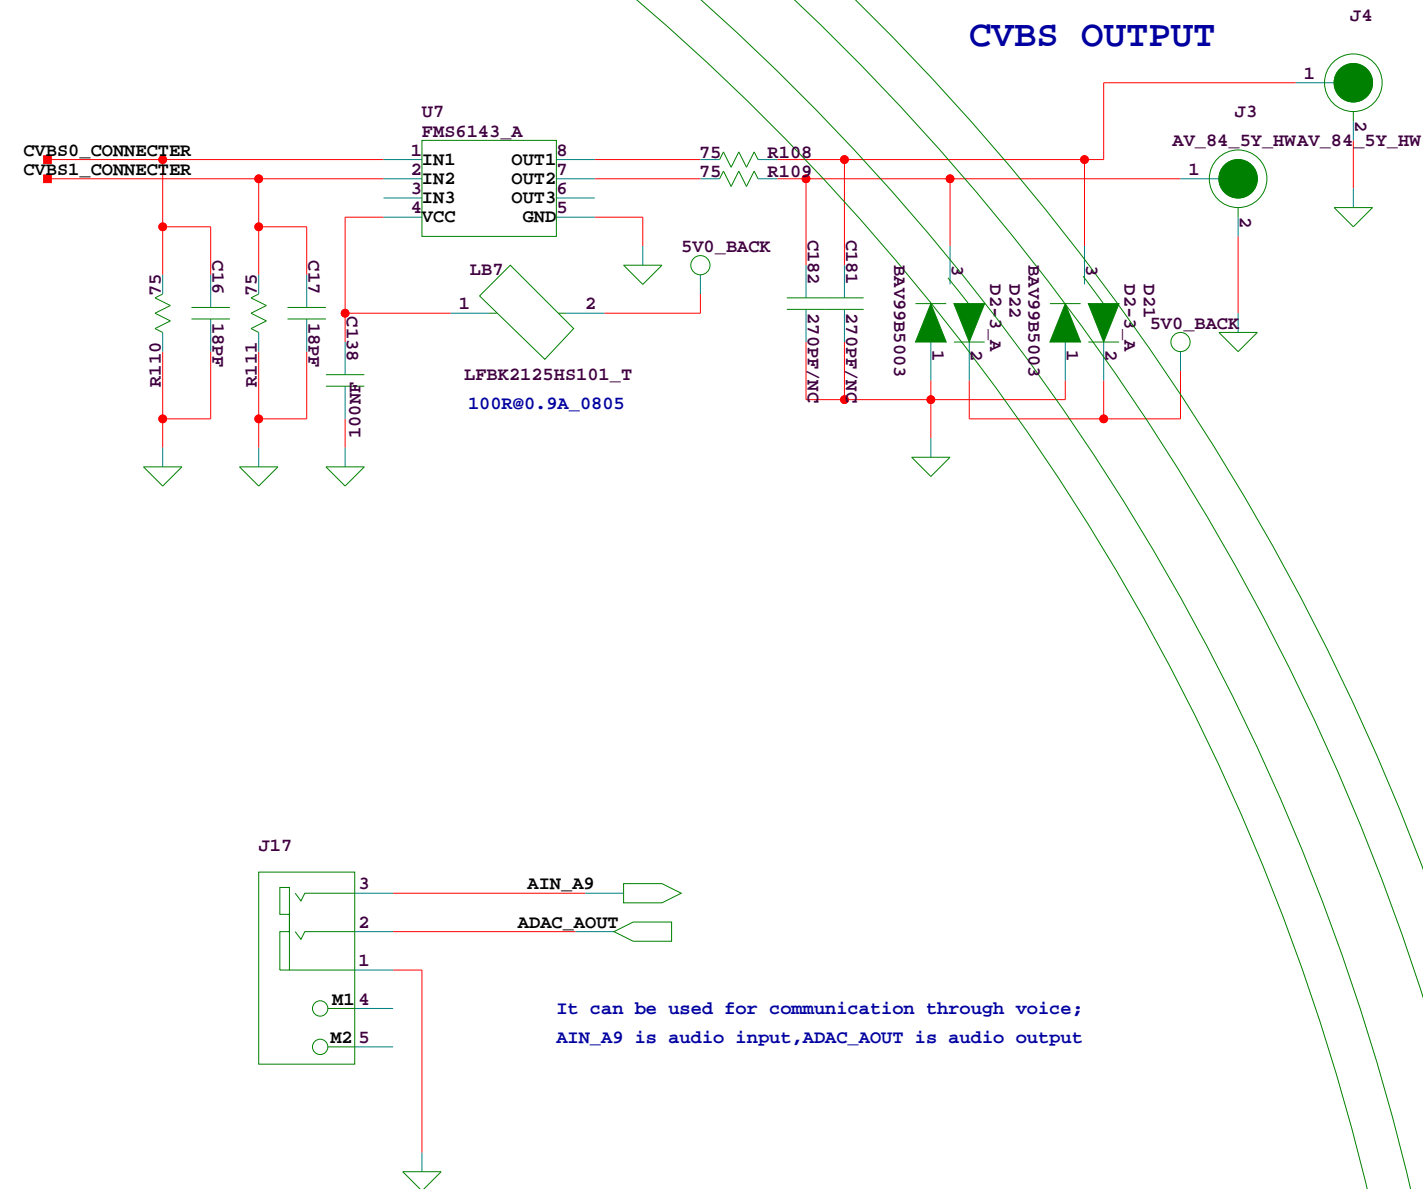 CVBS OUTPUT
J4
1
2
AV_84_5Y_HW
J3
AV_84_5Y_HW
1
2
U7
FMS6143_A
CVBS0_CONNECTER
CVBS1_CONNECTER
1 IN1 OUT1 8
2 IN2 OUT2 7
3 IN3 OUT3 6
4 VCC GND 5
75 R108
75 R109
5V0_BACK
LB7
1 2
LFBK2125HS101_T
100R@0.9A_0805
75
R110
C16
18PF
75
R111
C17
18PF
C138
100NF
C182
270PF/NC
C181
270PF/NC
BAV99B5003
3
1
2
D2-3_A
D22
BAV99B5003
3
1
2
D2-3_A
D21
5V0_BACK
J17
3 AIN_A9
2 ADAC_AOUT
1
M1 4
M2 5
It can be used for communication through voice;
AIN_A9 is audio input,ADAC_AOUT is audio output